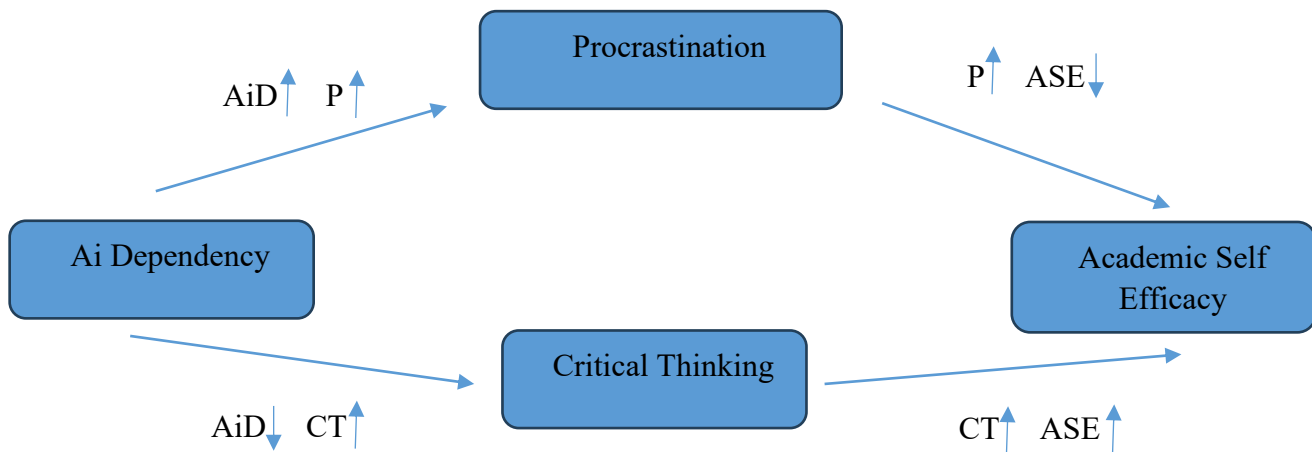 Procrastination
AiD P
P ASE
Ai Dependency
Academic Self
Efficacy
Critical Thinking
AiD CT
CT ASE